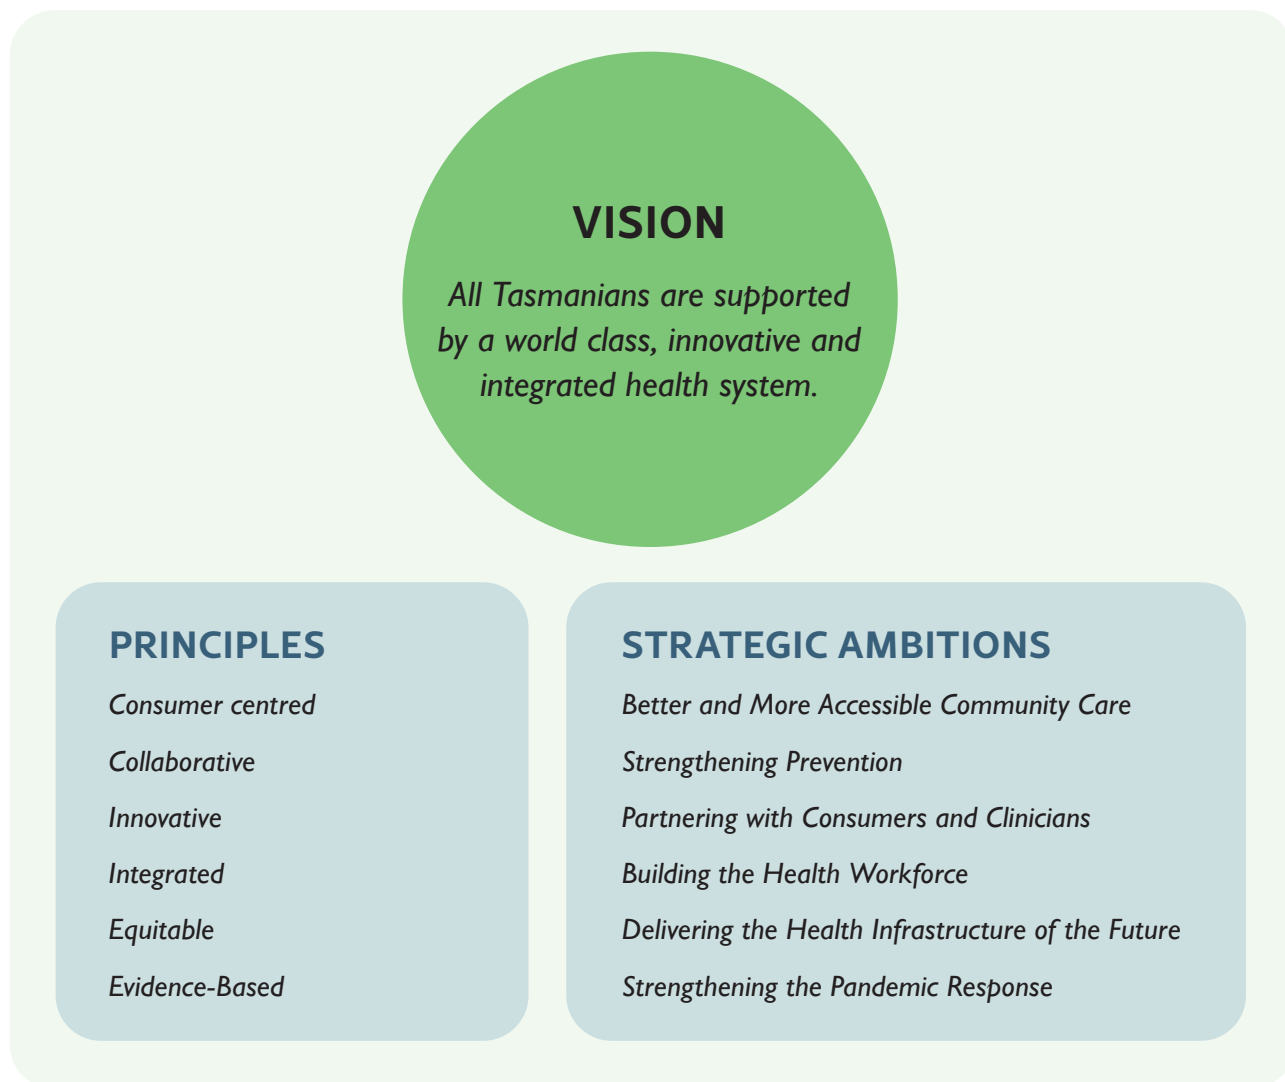 VISION
All Tasmanians are supported
by a world class, innovative and
integrated health system.
PRINCIPLES
Consumer centred
Collaborative
Innovative
Integrated
Equitable
Evidence-Based
STRATEGIC AMBITIONS
Better and More Accessible Community Care
Strengthening Prevention
Partnering with Consumers and Clinicians
Building the Health Workforce
Delivering the Health Infrastructure of the Future
Strengthening the Pandemic Response